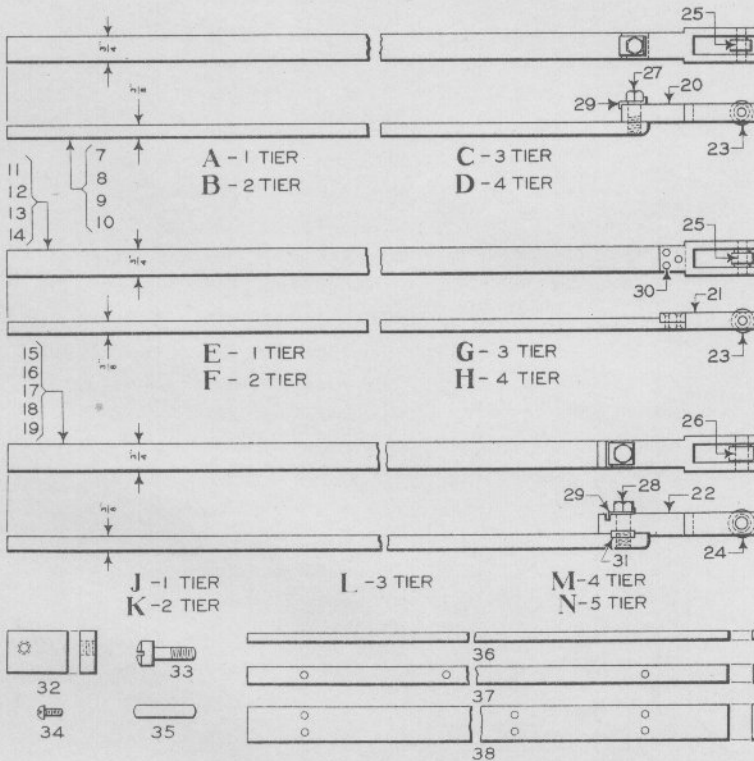 25
27
20
29
23
A - 1 TIER
C - 3 TIER
B - 2 TIER
D - 4 TIER
7
8
9
10
11
12
13
14
25
30
21
23
E - 1 TIER
G - 3 TIER
F - 2 TIER
H - 4 TIER
15
16
17
18
19
26
28
22
29
31
24
J - 1 TIER
L - 3 TIER
M - 4 TIER
K - 2 TIER
N - 5 TIER
32
33
34
35
36
37
38